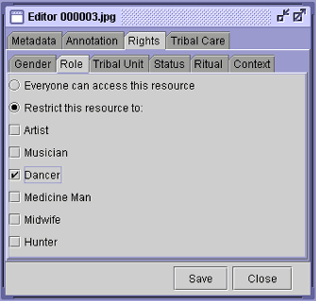 Editor 000003.jpg
Metadata Annotation Rights Tribal Care
Gender Role Tribal Unit Status Ritual Context
Everyone can access this resource
Restrict this resource to:
Artist
Musician
Dancer
Medicine Man
Midwife
Hunter
Save Close